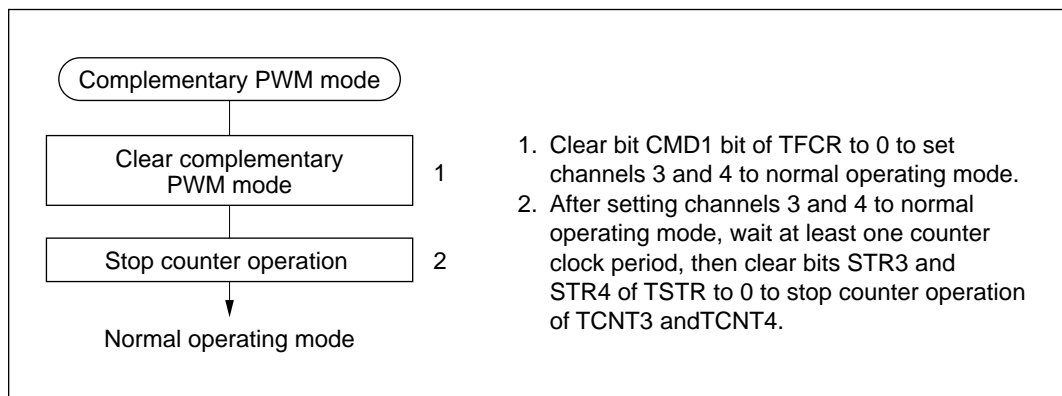 Complementary PWM mode
Clear complementary
PWM mode
1
Stop counter operation
2
Normal operating mode
1. Clear bit CMD1 bit of TFCR to 0 to set
channels 3 and 4 to normal operating mode.
2. After setting channels 3 and 4 to normal
operating mode, wait at least one counter
clock period, then clear bits STR3 and
STR4 of TSTR to 0 to stop counter operation
of TCNT3 andTCNT4.